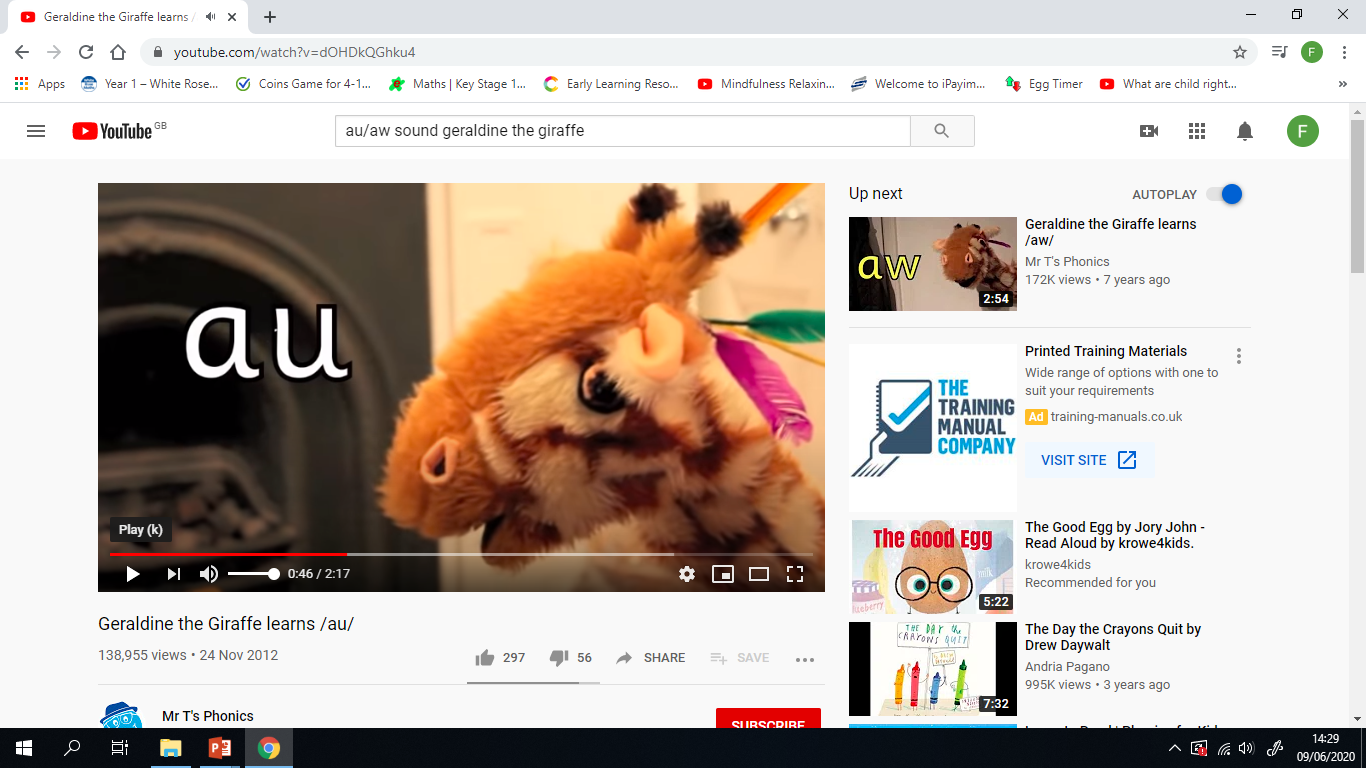 Geraldine the Giraffe learns /
youtube.com/watch?v=dOHDkQGhku4
Apps
Year 1 – White Rose...
Coins Game for 4-1...
Maths | Key Stage 1...
Early Learning Reso...
Mindfulness Relaxin...
Welcome to iPayim...
Egg Timer
What are child right...
»
YouTube GB
au/aw sound geraldine the giraffe
F
au
Play (k)
0:46 / 2:17
Geraldine the Giraffe learns /au/
138,955 views • 24 Nov 2012
297
56
SHARE
SAVE
Mr T's Phonics
SUBSCRIBE
Up next
AUTOPLAY
aw
2:54
Geraldine the Giraffe learns
/aw/
Mr T's Phonics
172K views • 7 years ago
THE
TRAINING
MANUAL
COMPANY
Printed Training Materials
Wide range of options with one to
suit your requirements
Ad training-manuals.co.uk
VISIT SITE
The Good Egg
milk
5:22
The Good Egg by Jory John -
Read Aloud by krowe4kids.
krowe4kids
Recommended for you
THE DAY the
CRAYONS QUIT
7:32
The Day the Crayons Quit by
Drew Daywalt
Andria Pagano
995K views • 3 years ago
14:29
09/06/2020